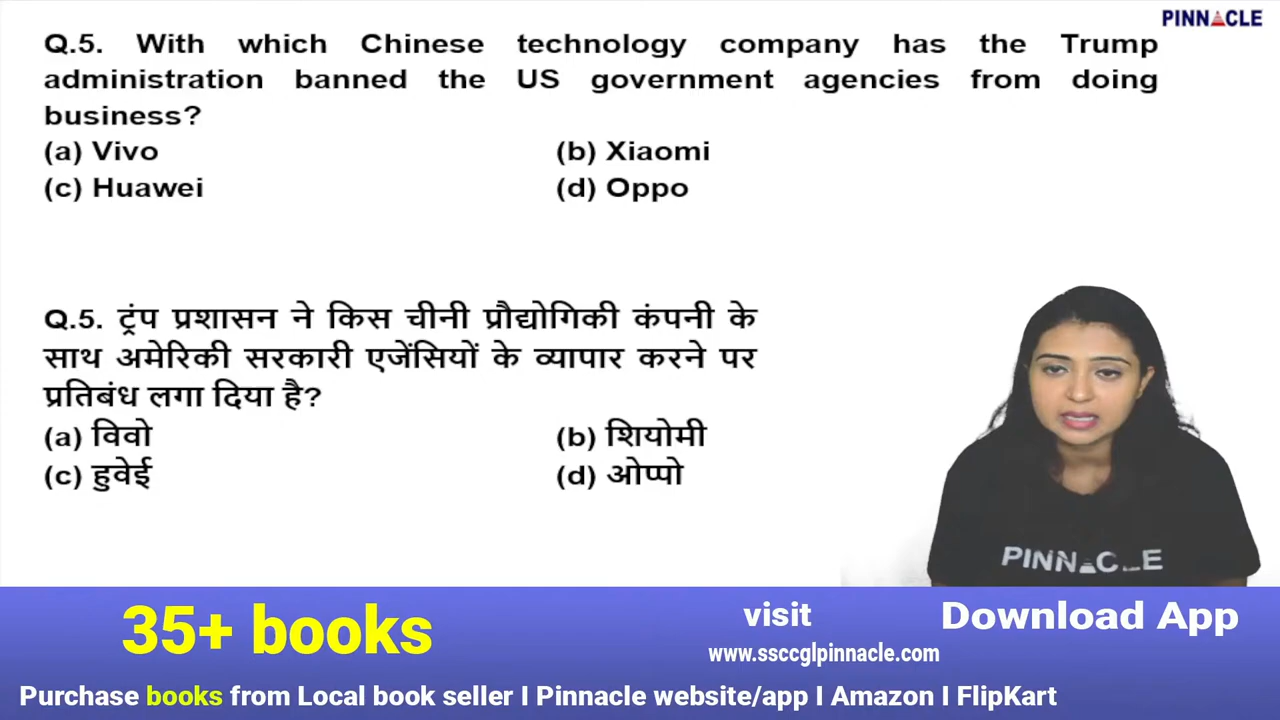 PINNACLE
Q.5. With which Chinese technology company has the Trump
administration banned the US government agencies from doing
business?
(a) Vivo (b) Xiaomi
(c) Huawei (d) Oppo
Q.5. ट्रंप प्रशासन ने किस चीनी प्रौद्योगिकी कंपनी के
साथ अमेरिकी सरकारी एजेंसियों के व्यापार करने पर
प्रतिबंध लगा दिया है?
(a) विवो (b) शियोमी
(c) हुवेई (d) ओप्पो
PINNACLE
35+ books
visit
www.ssccglpinnacle.com
Download App
Purchase books from Local book seller I Pinnacle website/app I Amazon I FlipKart